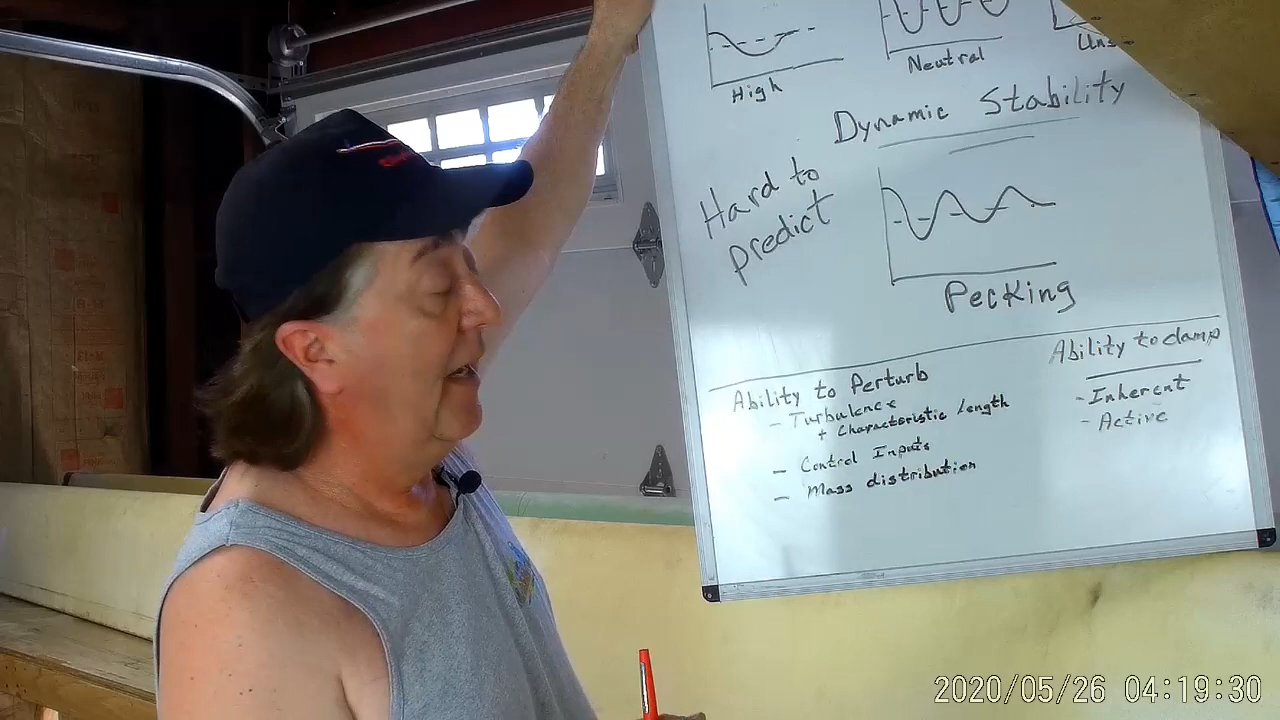 High
Neutral
Uns
Dynamic Stability
Hard to
predict
Pecking
Ability to Perturb
- Turbulence
+ Characteristic length
- Control Inputs
- Mass distribution
Ability to damp
- Inherent
- Active
2020/05/26 04:19:30